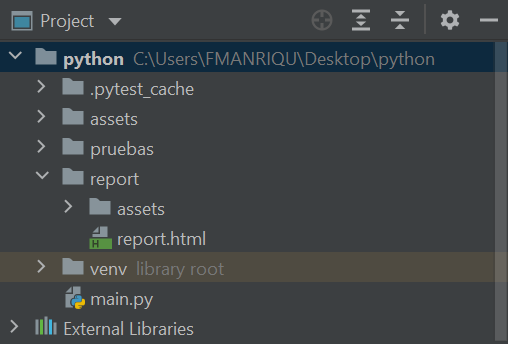 Project
python C:\Users\FMANRIQU\Desktop\python
.pytest_cache
assets
pruebas
report
assets
H report.html
venv library root
main.py
External Libraries